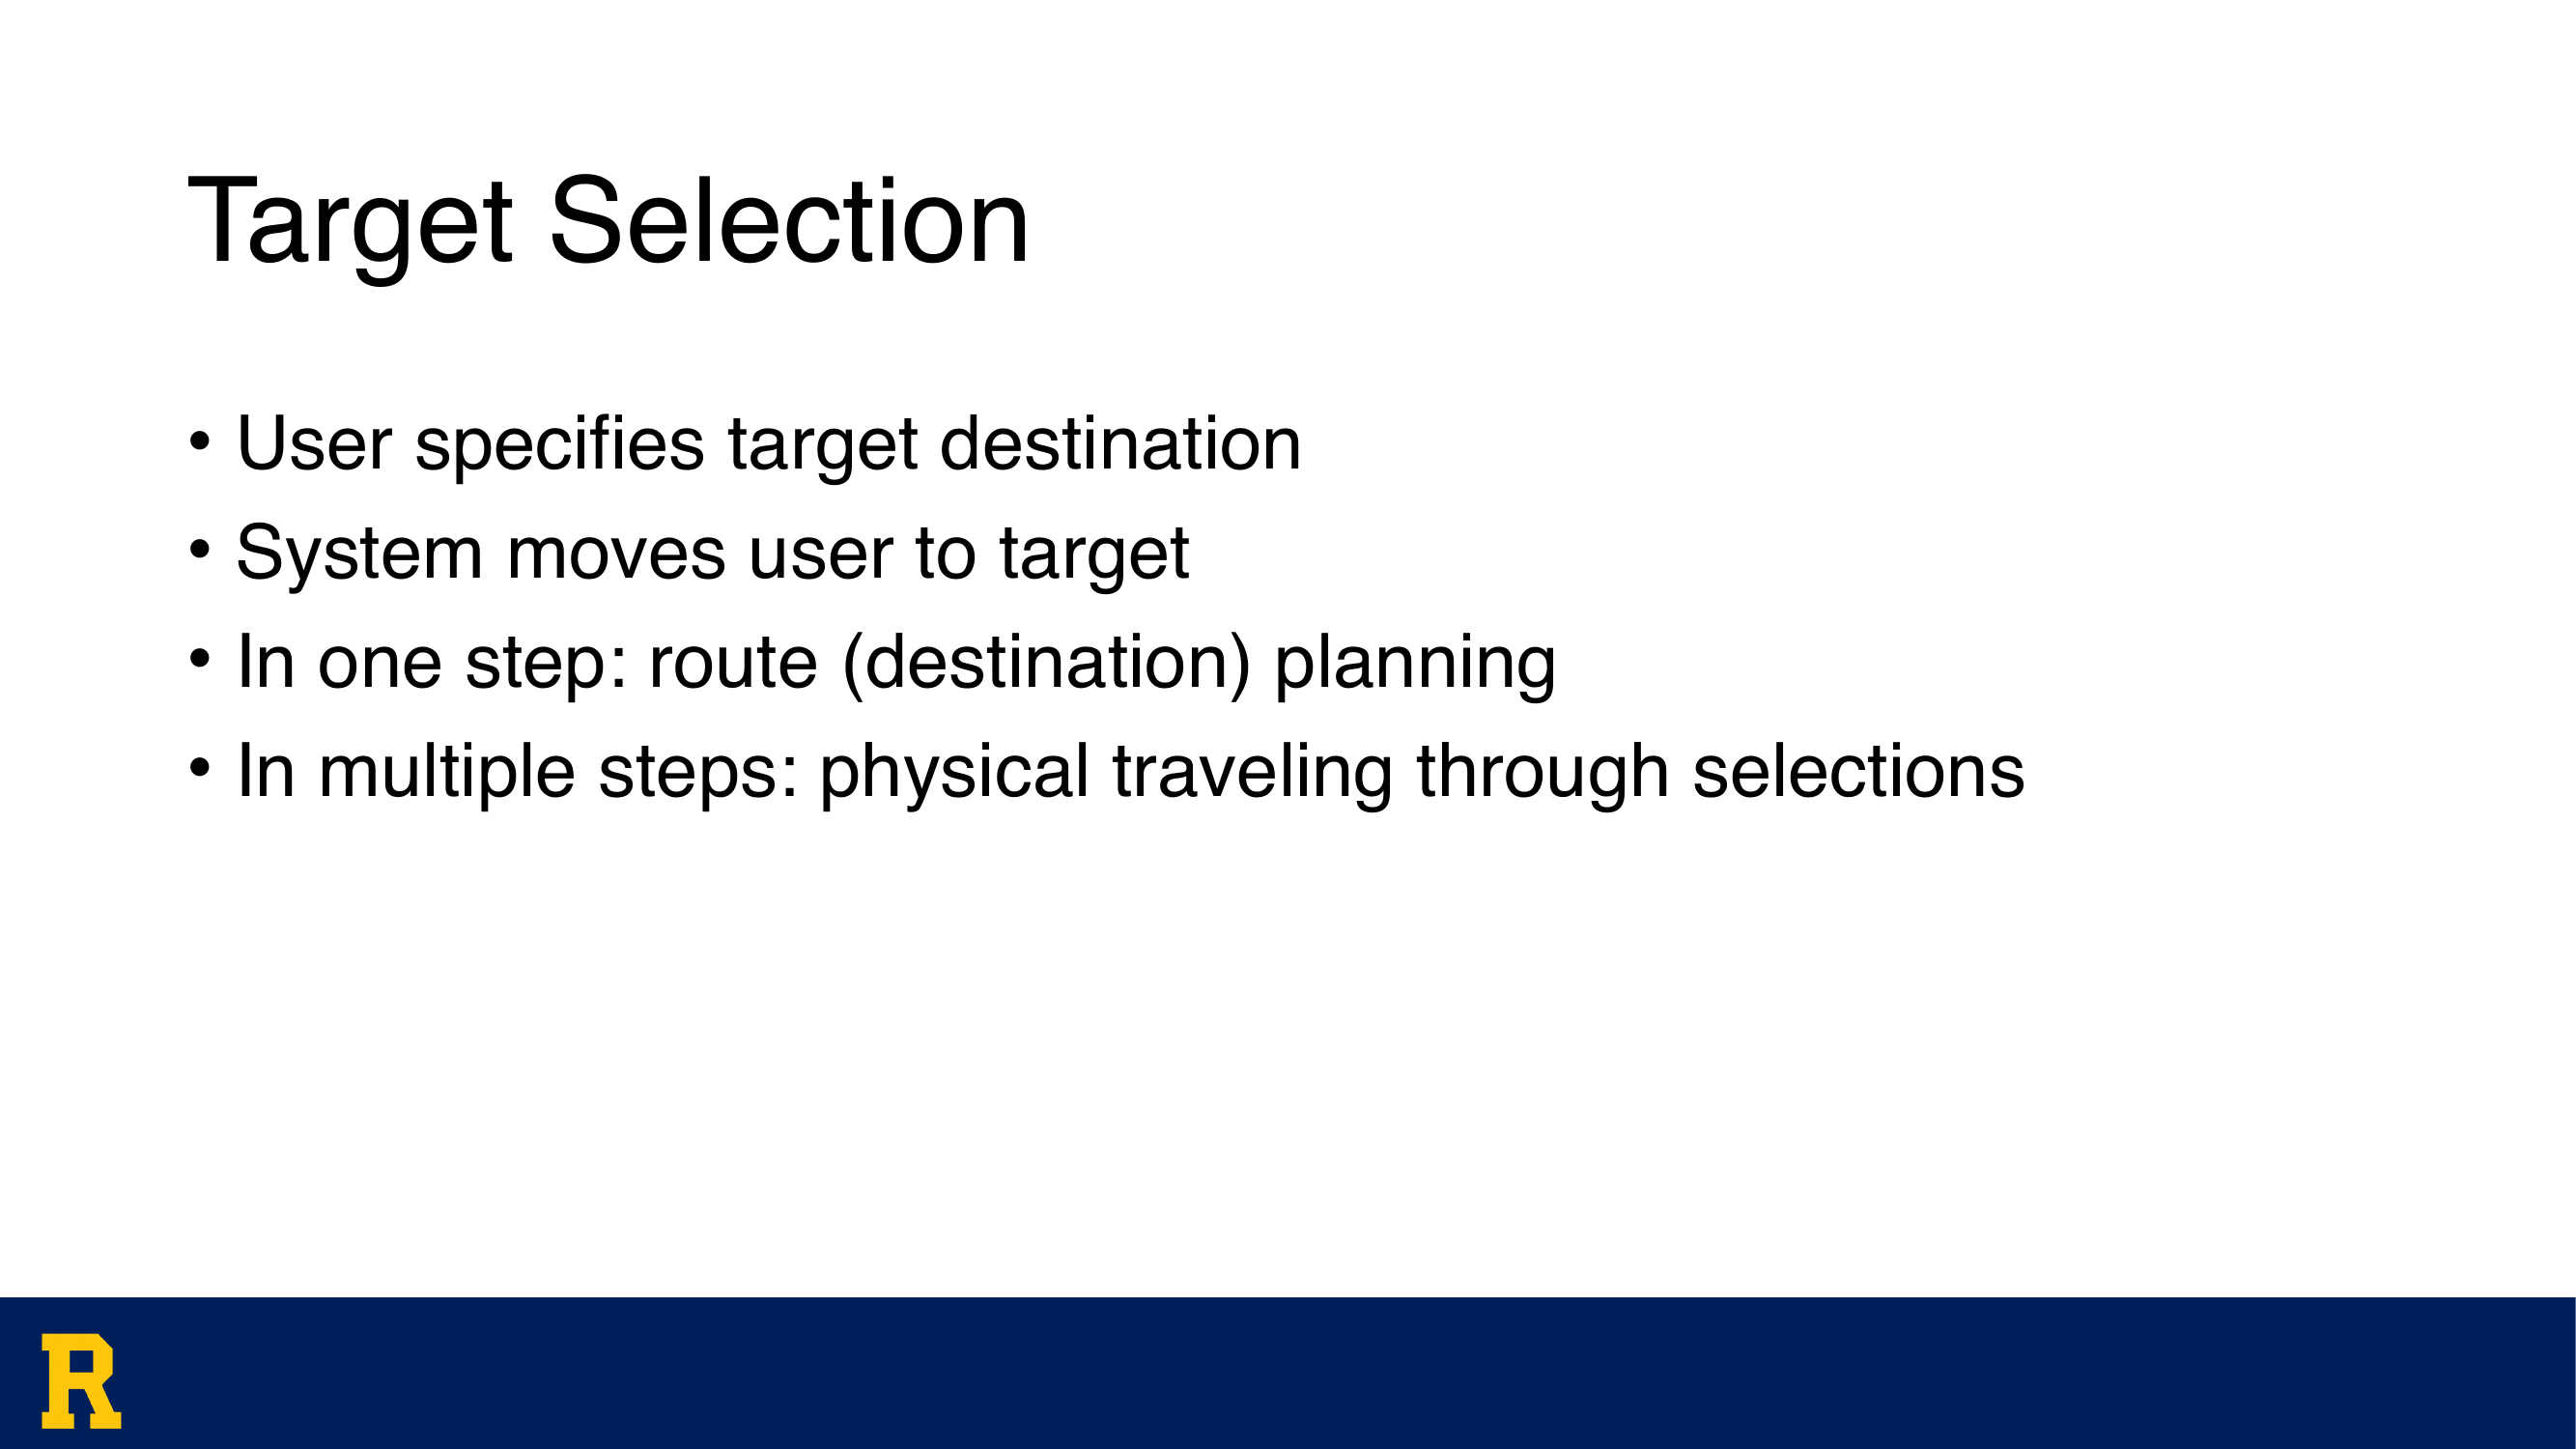 Target Selection
• User specifies target destination
• System moves user to target
• In one step: route (destination) planning
• In multiple steps: physical traveling through selections
R